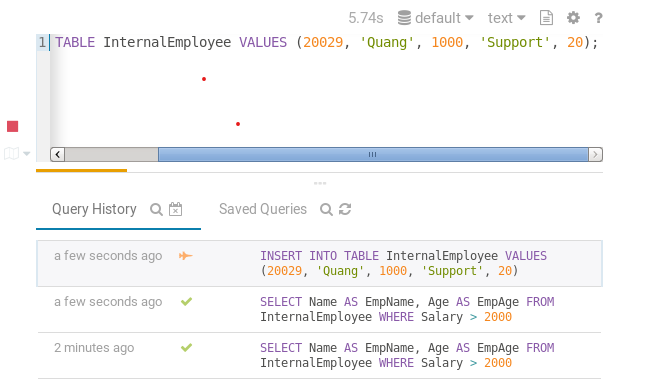 5.74s default text ?
1 TABLE InternalEmployee VALUES (20029, 'Quang', 1000, 'Support', 20);
Query History Saved Queries
a few seconds ago INSERT INTO TABLE InternalEmployee VALUES
(20029, 'Quang', 1000, 'Support', 20)
a few seconds ago SELECT Name AS EmpName, Age AS EmpAge FROM
InternalEmployee WHERE Salary > 2000
2 minutes ago SELECT Name AS EmpName, Age AS EmpAge FROM
InternalEmployee WHERE Salary > 2000